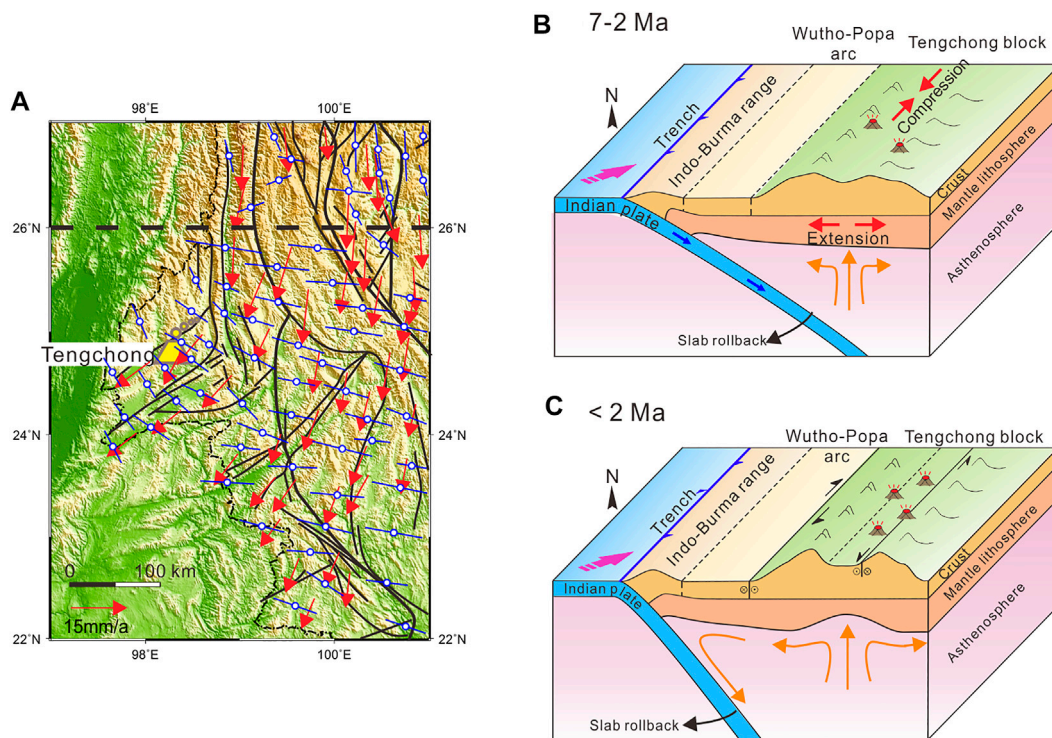 A
98°E
100°E
26°N
26°N
Tengchong
24°N
24°N
0
100 km
15mm/a
22°N
22°N
98°E
100°E
B
7-2 Ma
Wutho-Popa
arc
Tengchong block
N
Trench
Indo-Burma range
Compression
Indian plate
Extension
Crust
Mantle lithosphere
Asthenosphere
Slab rollback
C
< 2 Ma
Wutho-Popa
arc
Tengchong block
N
Trench
Indo-Burma range
Indian plate
Crust
Mantle lithosphere
Asthenosphere
Slab rollback